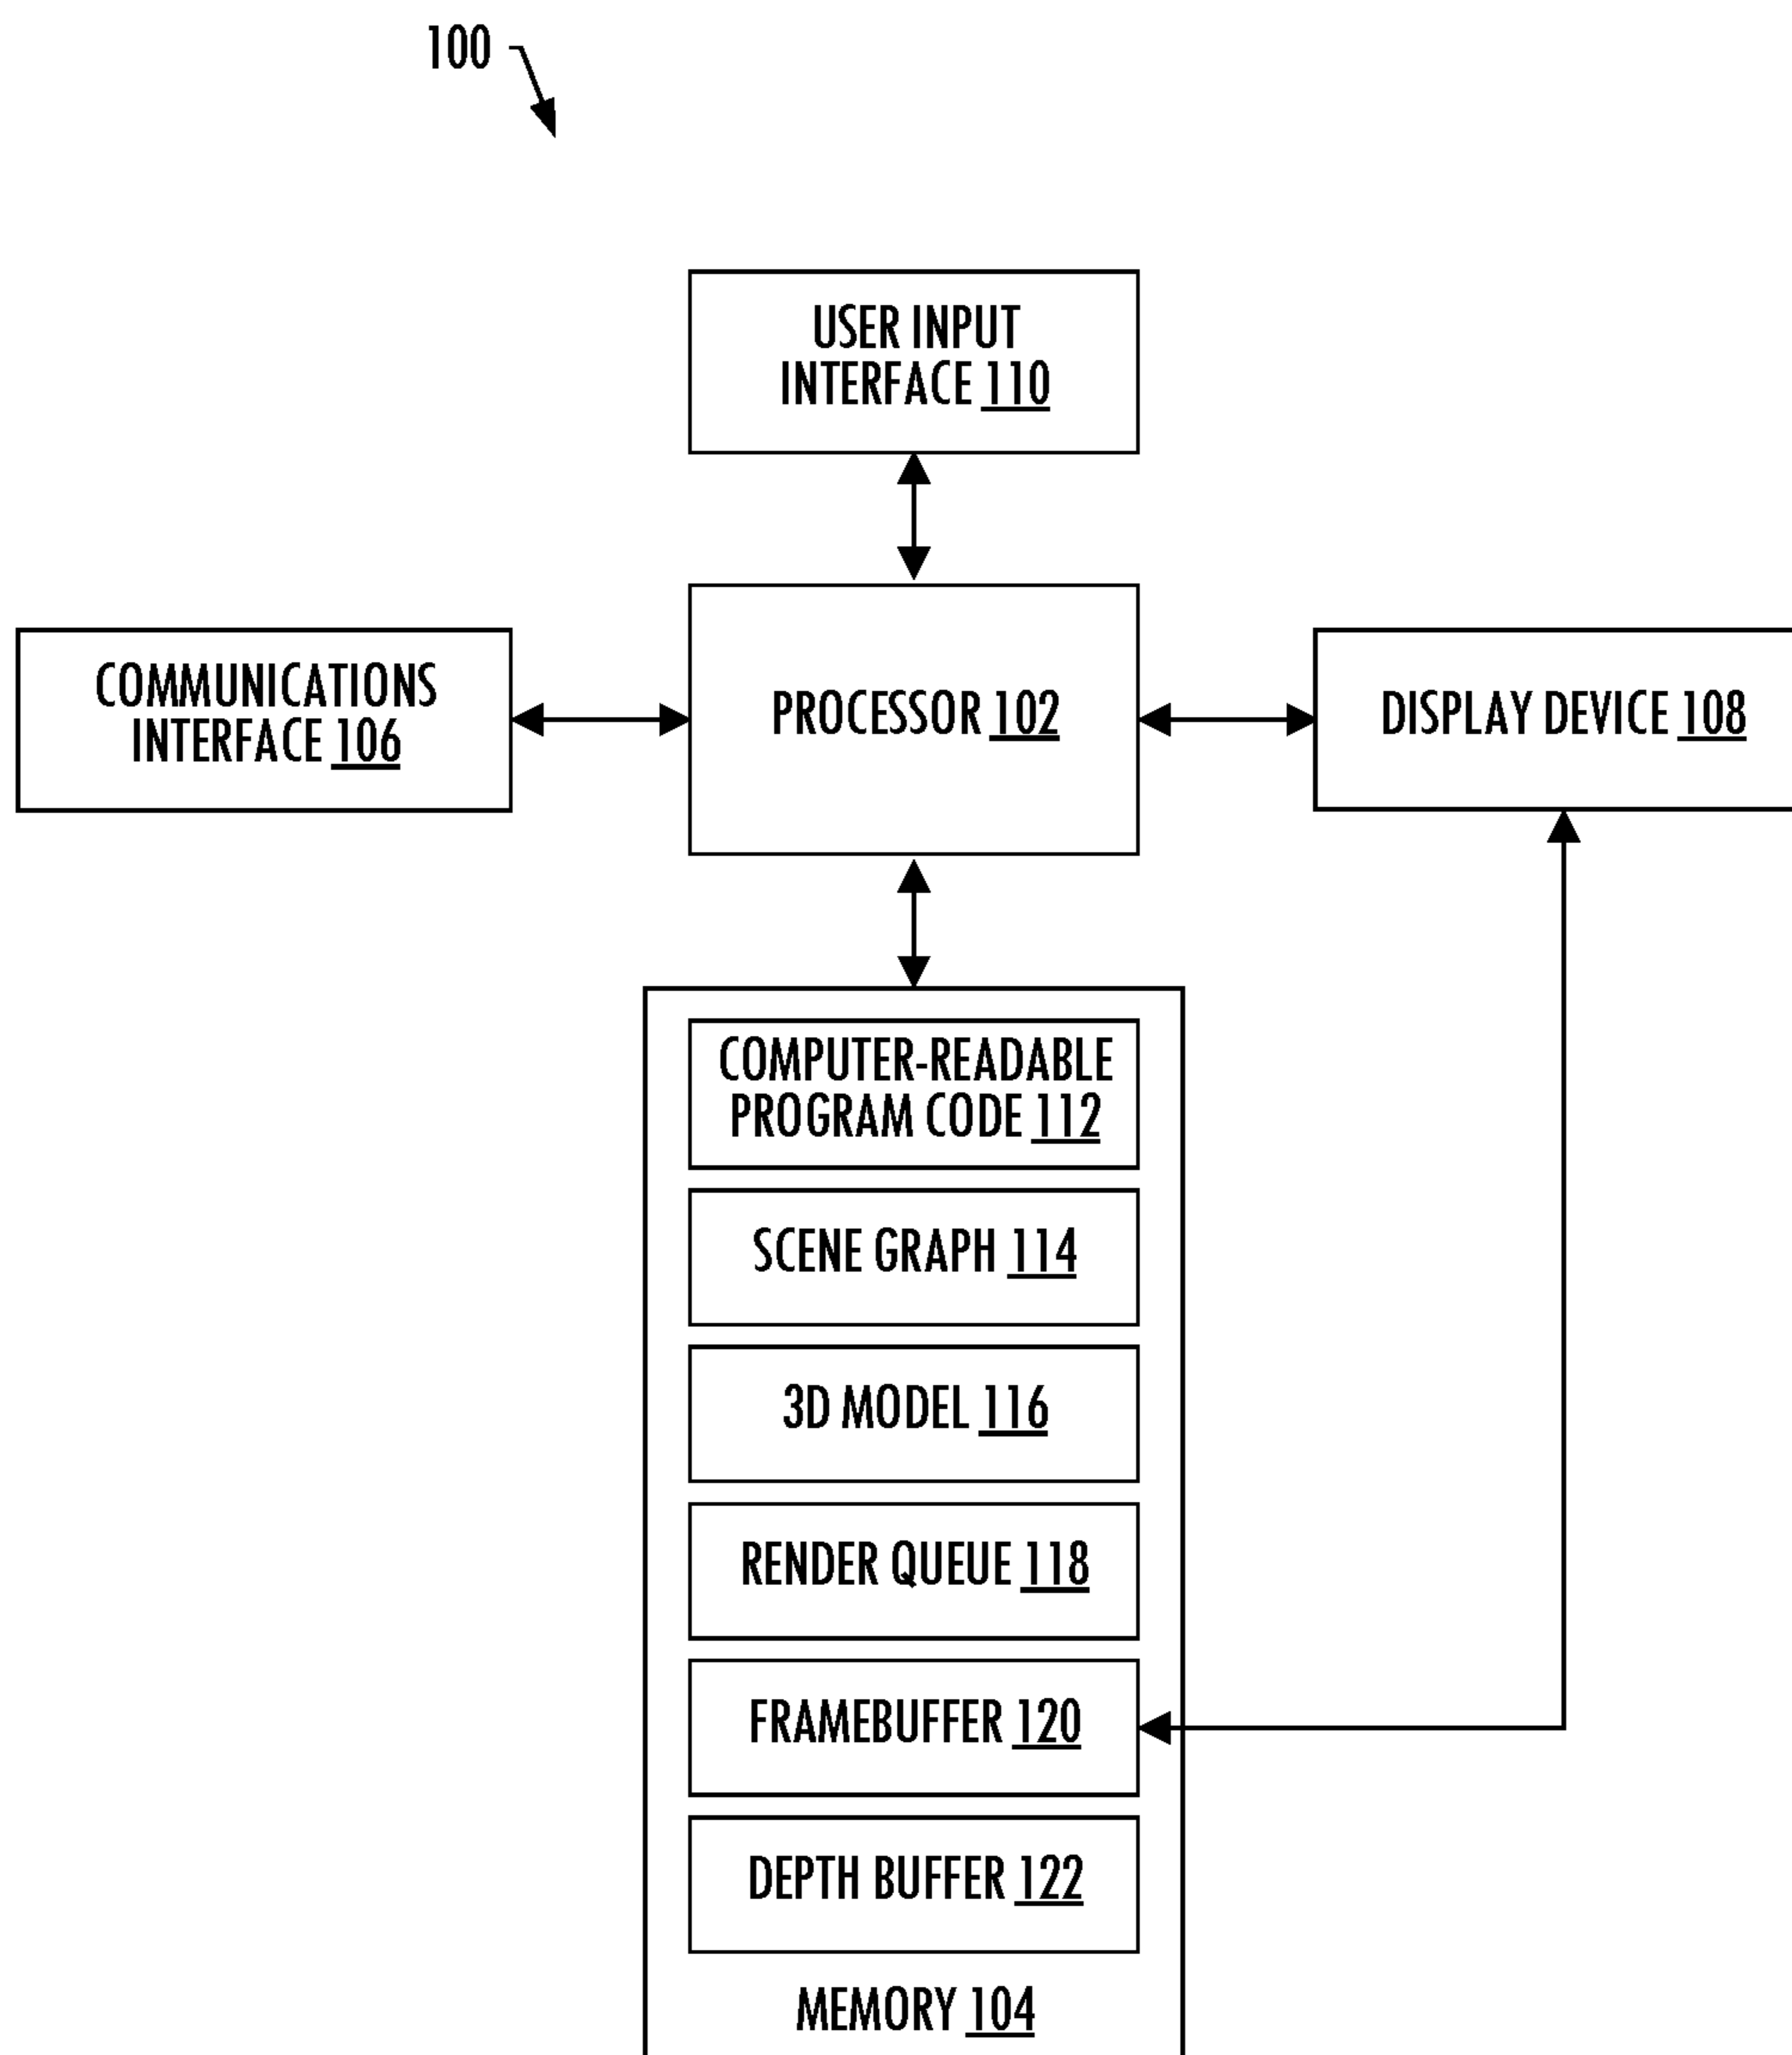 100
USER INPUT
INTERFACE 110
COMMUNICATIONS
INTERFACE 106
PROCESSOR 102
DISPLAY DEVICE 108
COMPUTER-READABLE
PROGRAM CODE 112
SCENE GRAPH 114
3D MODEL 116
RENDER QUEUE 118
FRAMEBUFFER 120
DEPTH BUFFER 122
MEMORY 104